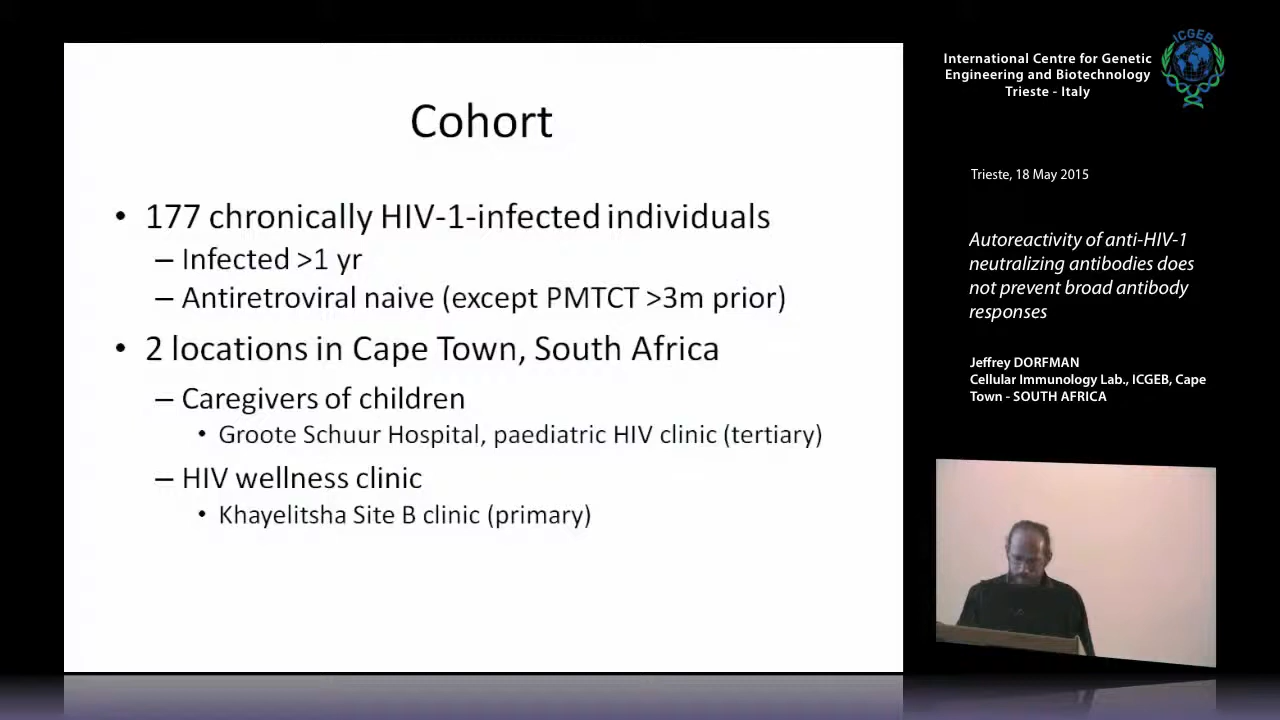 Cohort
• 177 chronically HIV-1-infected individuals
– Infected >1 yr
– Antiretroviral naive (except PMTCT >3m prior)
• 2 locations in Cape Town, South Africa
– Caregivers of children
• Groote Schuur Hospital, paediatric HIV clinic (tertiary)
– HIV wellness clinic
• Khayelitsha Site B clinic (primary)
International Centre for Genetic
Engineering and Biotechnology
Trieste - Italy
ICGEB
Trieste, 18 May 2015
Autoreactivity of anti-HIV-1
neutralizing antibodies does
not prevent broad antibody
responses
Jeffrey DORFMAN
Cellular Immunology Lab., ICGEB, Cape
Town - SOUTH AFRICA